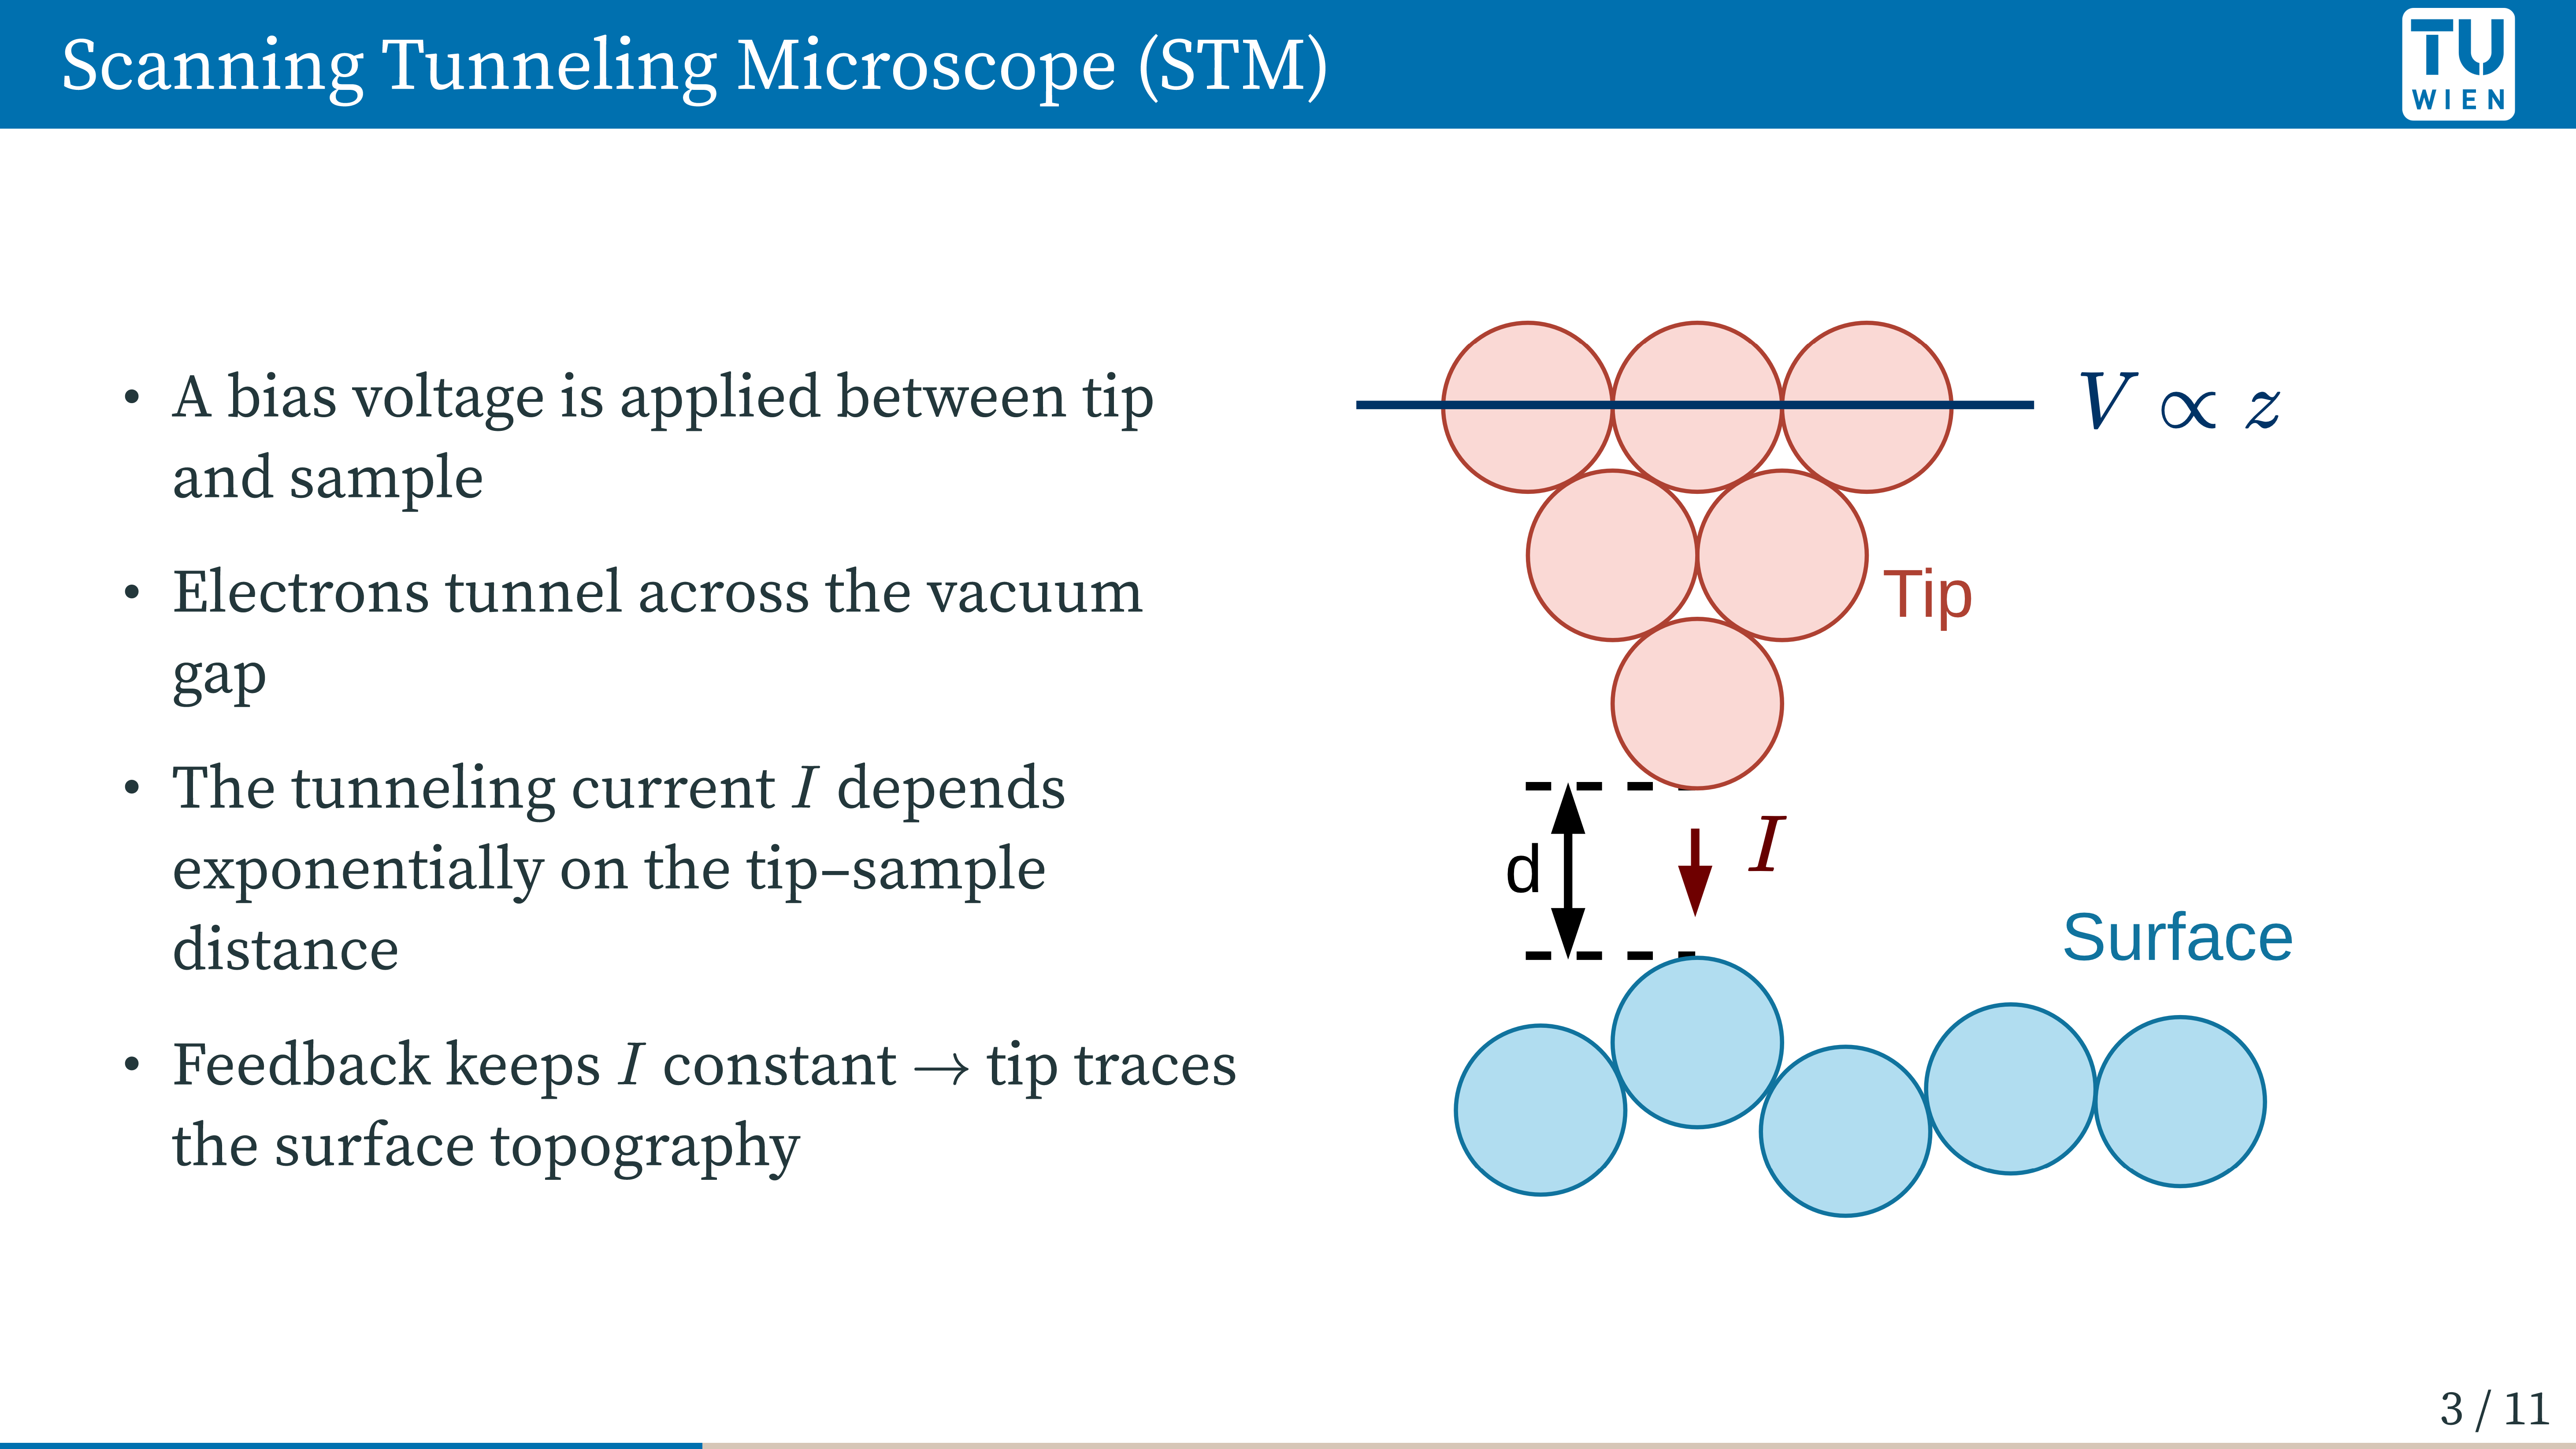 Scanning Tunneling Microscope (STM)
TU
WIEN
• A bias voltage is applied between tip
and sample
• Electrons tunnel across the vacuum
gap
• The tunneling current I depends
exponentially on the tip–sample
distance
• Feedback keeps I constant → tip traces
the surface topography
V ∝ z
Tip
I
d
Surface
3 / 11